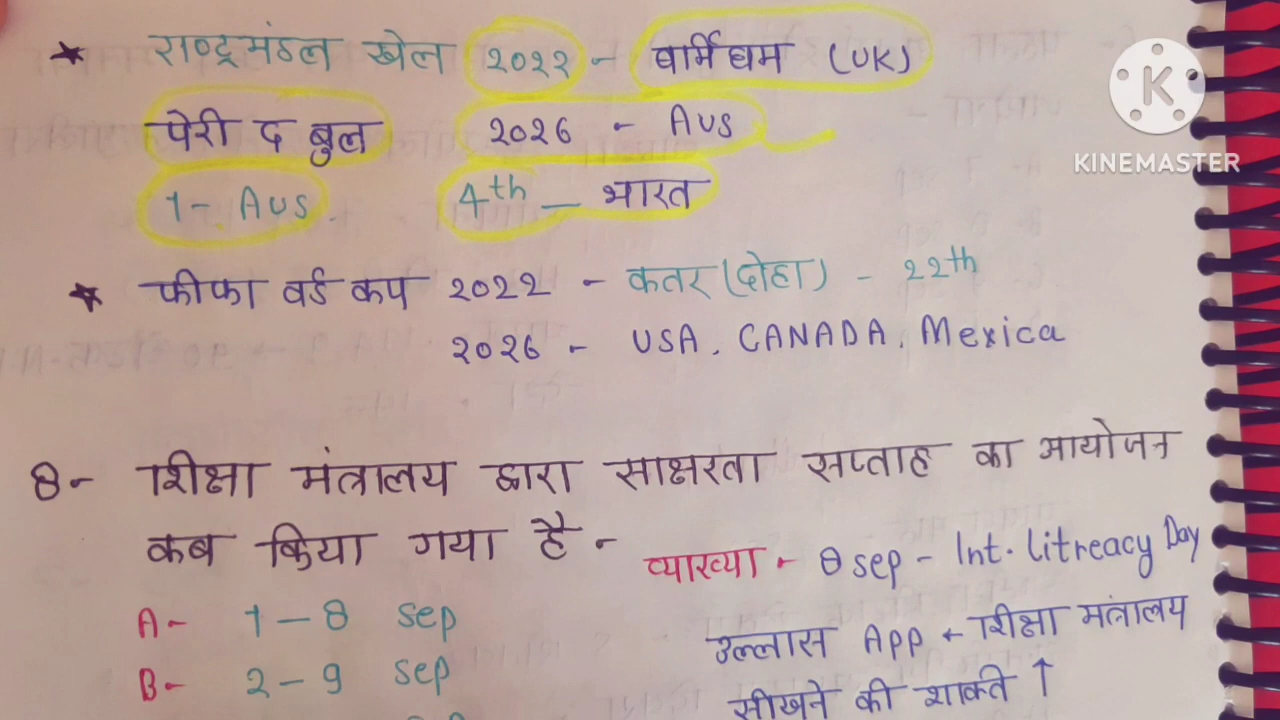 ★ राष्ट्रमंडल खेल 2022 - बर्मिंघम (UK)
पेरी द बुल 2026 - AUS
1- AUS. 4th - भारत
★ फीफा वर्ड कप 2022 - कतर (दोहा) - 22th
2026 - USA, CANADA, Mexica
8- शिक्षा मंत्रालय द्वारा साक्षरता सप्ताह का आयोजन
कब किया गया है -
व्याख्या - 8 sep - Int. Litreacy Day
A- 1-8 sep
उल्लास App ← शिक्षा मंत्रालय
B- 2-9 sep
सीखने की शक्ति ↑
K
KINEMASTER